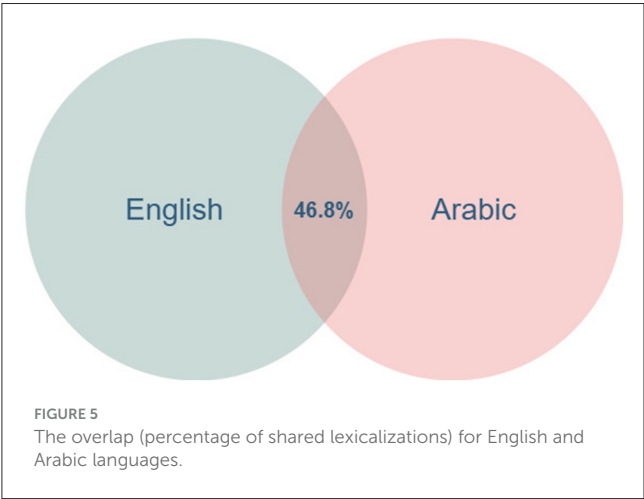 English
46.8%
Arabic
FIGURE 5
The overlap (percentage of shared lexicalizations) for English and
Arabic languages.